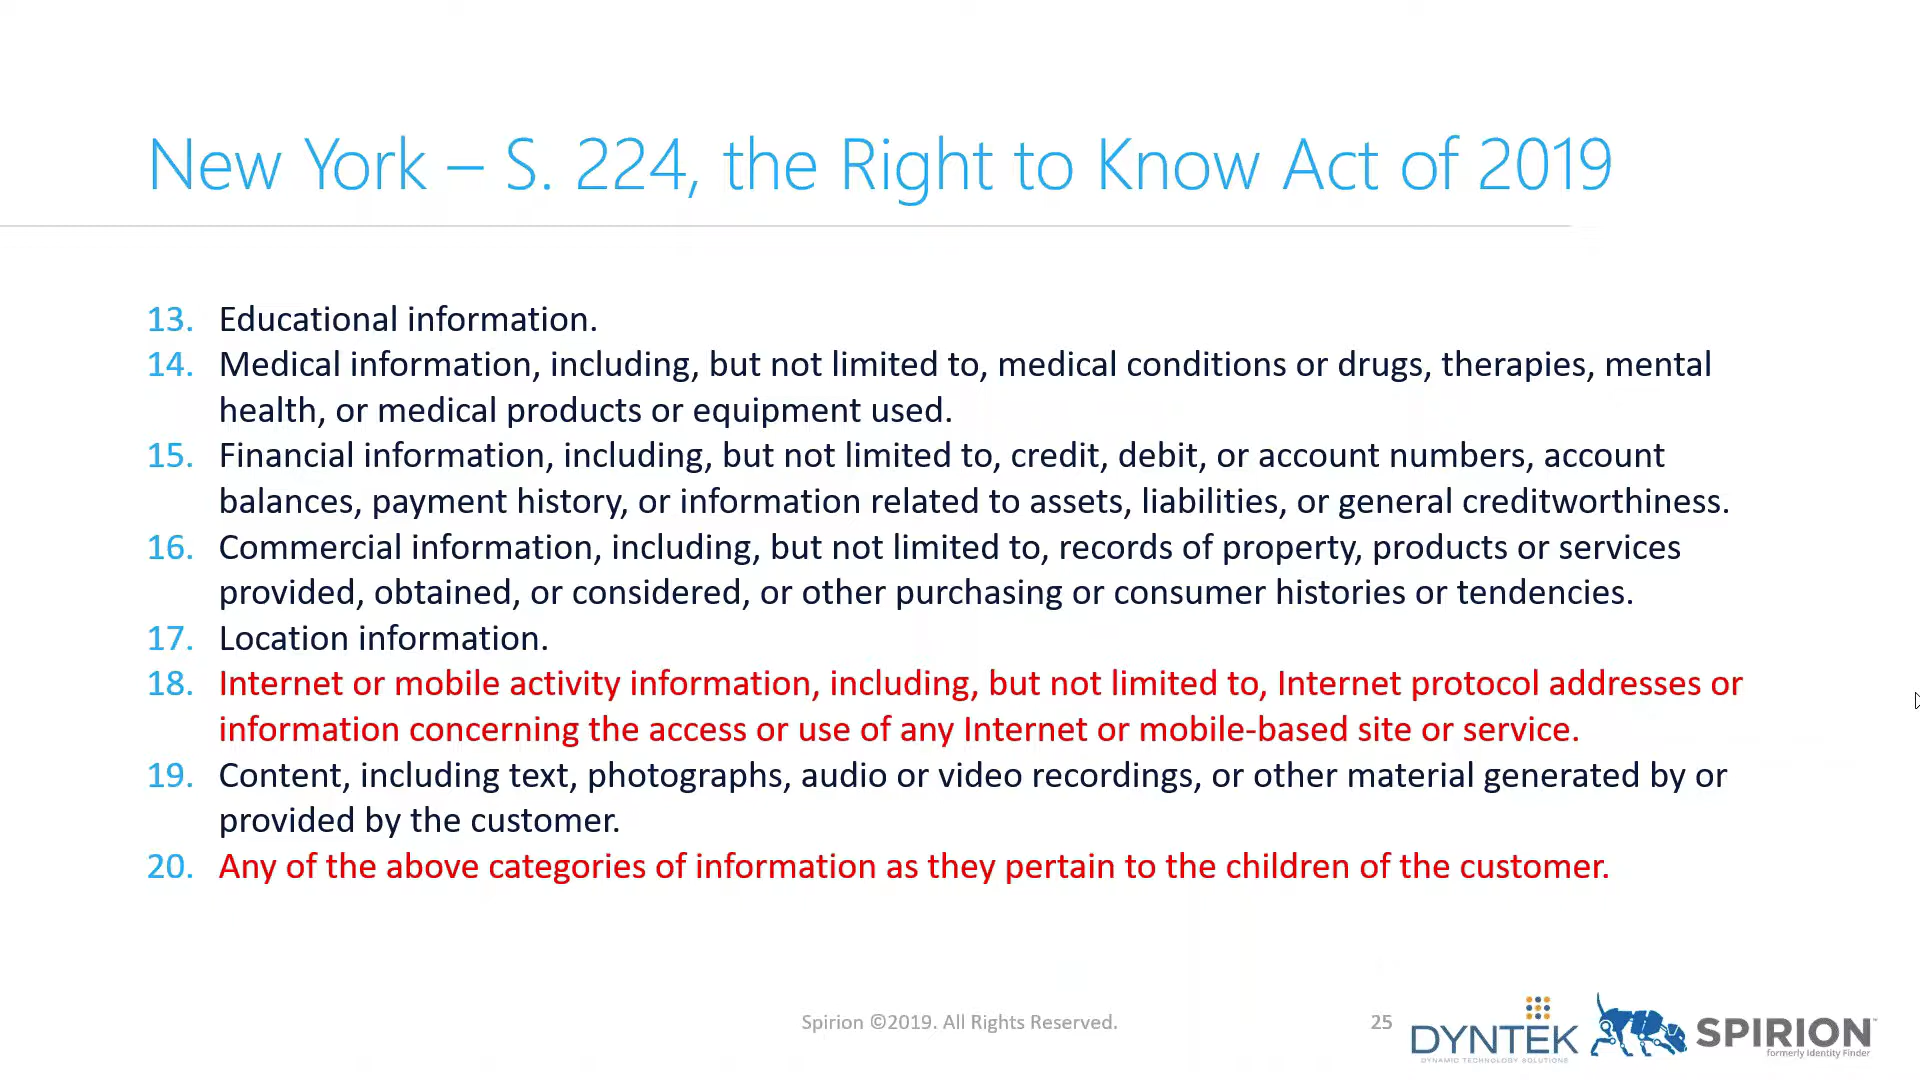 New York – S. 224, the Right to Know Act of 2019
13. Educational information.
14. Medical information, including, but not limited to, medical conditions or drugs, therapies, mental
health, or medical products or equipment used.
15. Financial information, including, but not limited to, credit, debit, or account numbers, account
balances, payment history, or information related to assets, liabilities, or general creditworthiness.
16. Commercial information, including, but not limited to, records of property, products or services
provided, obtained, or considered, or other purchasing or consumer histories or tendencies.
17. Location information.
18. Internet or mobile activity information, including, but not limited to, Internet protocol addresses or
information concerning the access or use of any Internet or mobile-based site or service.
19. Content, including text, photographs, audio or video recordings, or other material generated by or
provided by the customer.
20. Any of the above categories of information as they pertain to the children of the customer.
Spirion ©2019. All Rights Reserved.
25
DYNTEK
DYNAMIC TECHNOLOGY SOLUTIONS
SPIRION™
formerly Identity Finder